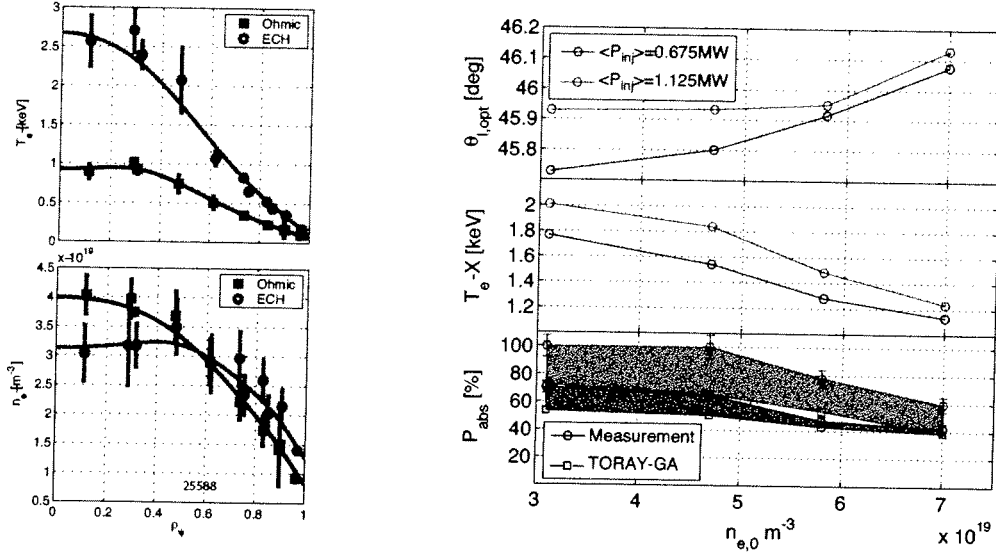 3
2.5
2
1.5
1
0.5
0
T_e [keV]
Ohmic
ECH
x 10^19
4.5
4
3.5
3
2.5
2
1.5
1
0.5
n_e [m^-3]
Ohmic
ECH
25588
0 0.2 0.4 0.6 0.8 1
ρ_ψ
46.2
46.1
46
45.9
45.8
θ_l,opt [deg]
<P_inj>=0.675MW
<P_inj>=1.125MW
2
1.8
1.6
1.4
1.2
T_e-X [keV]
100
80
60
40
20
P_abs [%]
Measurement
TORAY-GA
3 4 5 6 7
n_e,0 m^-3
x 10^19